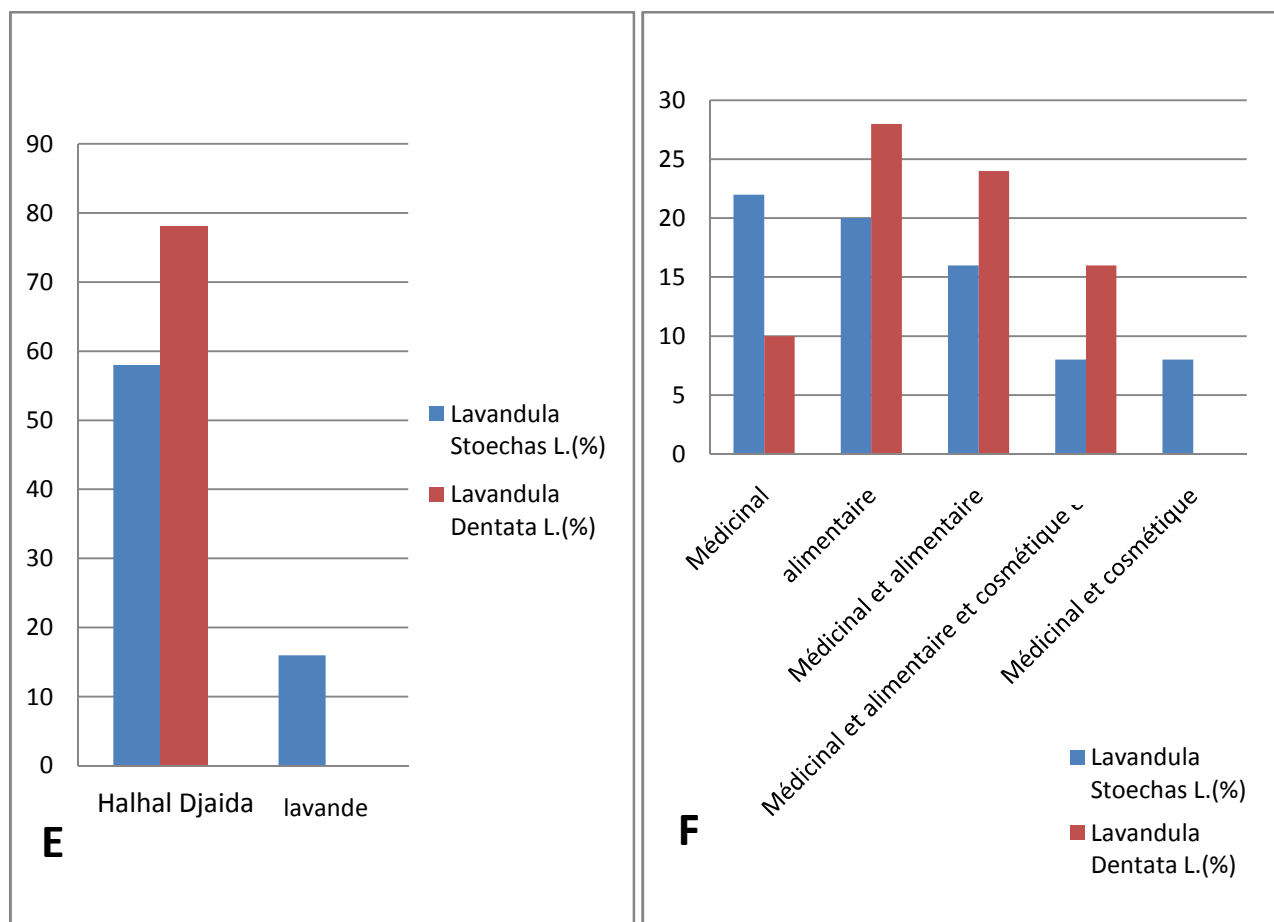 90
80
70
60
50
40
30
20
10
0
Halhal Djaida
lavande
Lavandula
Stoechas L.(%)
Lavandula
Dentata L.(%)
E
30
25
20
15
10
5
0
Médicinal
alimentaire
Médicinal et alimentaire
Médicinal et alimentaire et cosmétique
Médicinal et cosmétique
Lavandula
Stoechas L.(%)
Lavandula
Dentata L.(%)
F